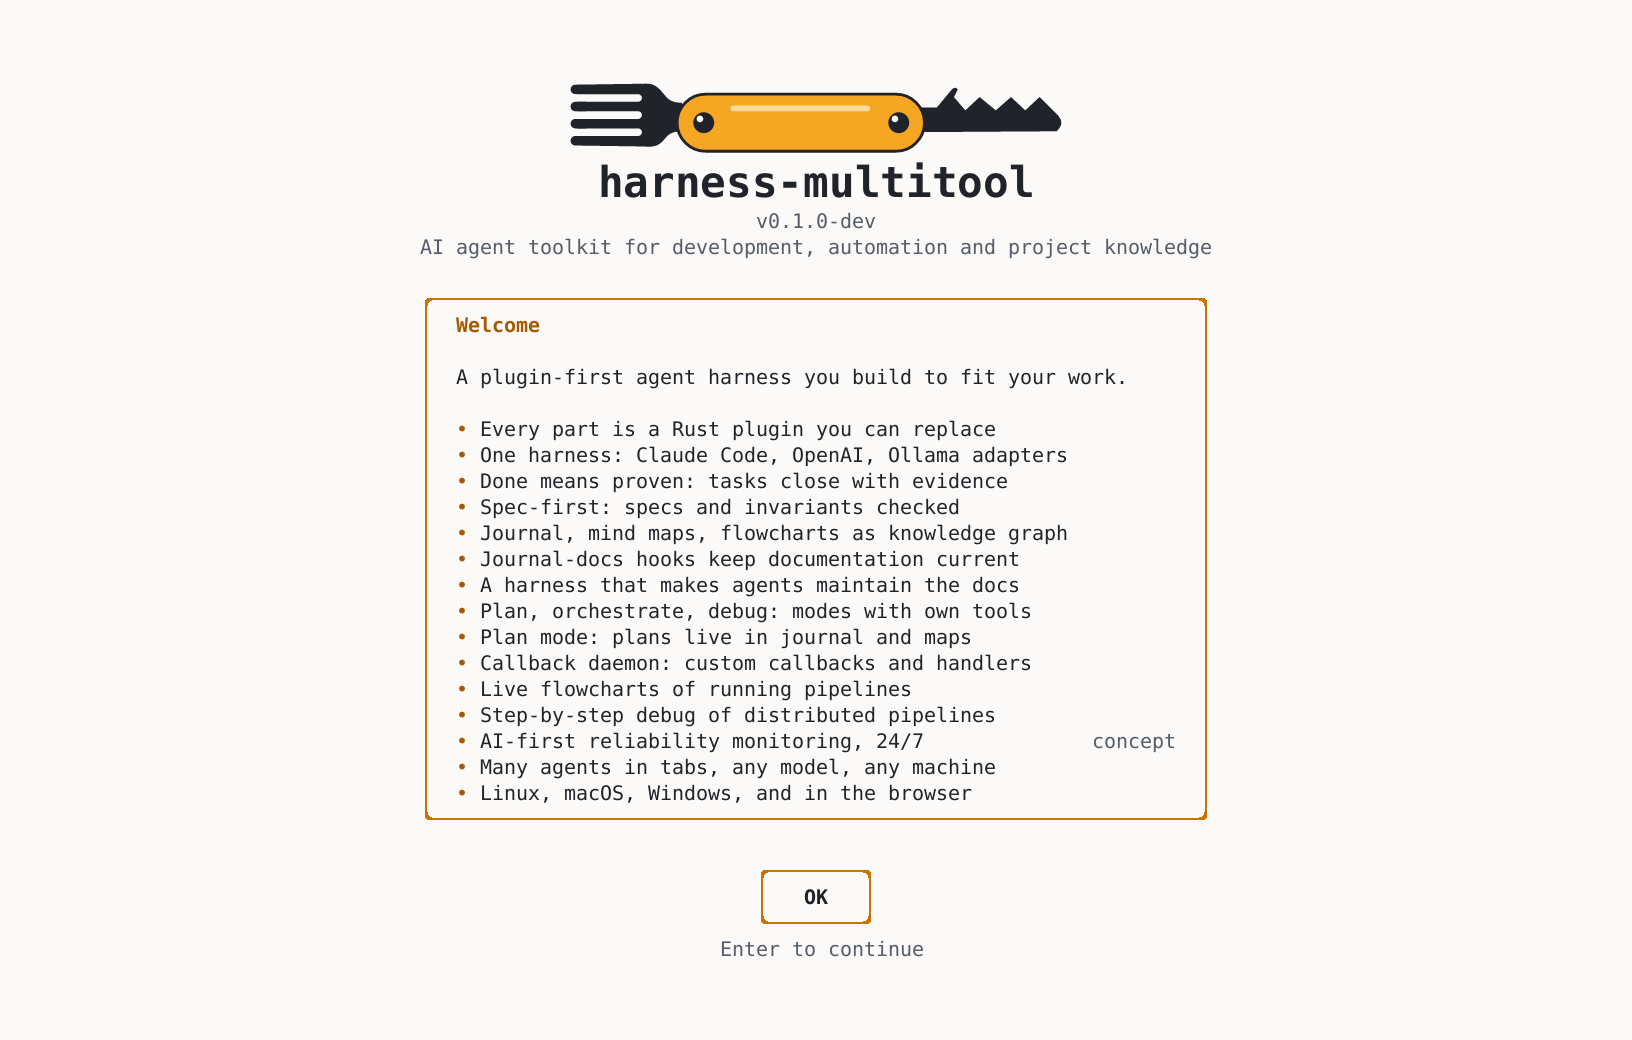 harness-multitool
v0.1.0-dev
AI agent toolkit for development, automation and project knowledge
Welcome
A plugin-first agent harness you build to fit your work.
• Every part is a Rust plugin you can replace
• One harness: Claude Code, OpenAI, Ollama adapters
• Done means proven: tasks close with evidence
• Spec-first: specs and invariants checked
• Journal, mind maps, flowcharts as knowledge graph
• Journal-docs hooks keep documentation current
• A harness that makes agents maintain the docs
• Plan, orchestrate, debug: modes with own tools
• Plan mode: plans live in journal and maps
• Callback daemon: custom callbacks and handlers
• Live flowcharts of running pipelines
• Step-by-step debug of distributed pipelines
• AI-first reliability monitoring, 24/7 concept
• Many agents in tabs, any model, any machine
• Linux, macOS, Windows, and in the browser
OK
Enter to continue